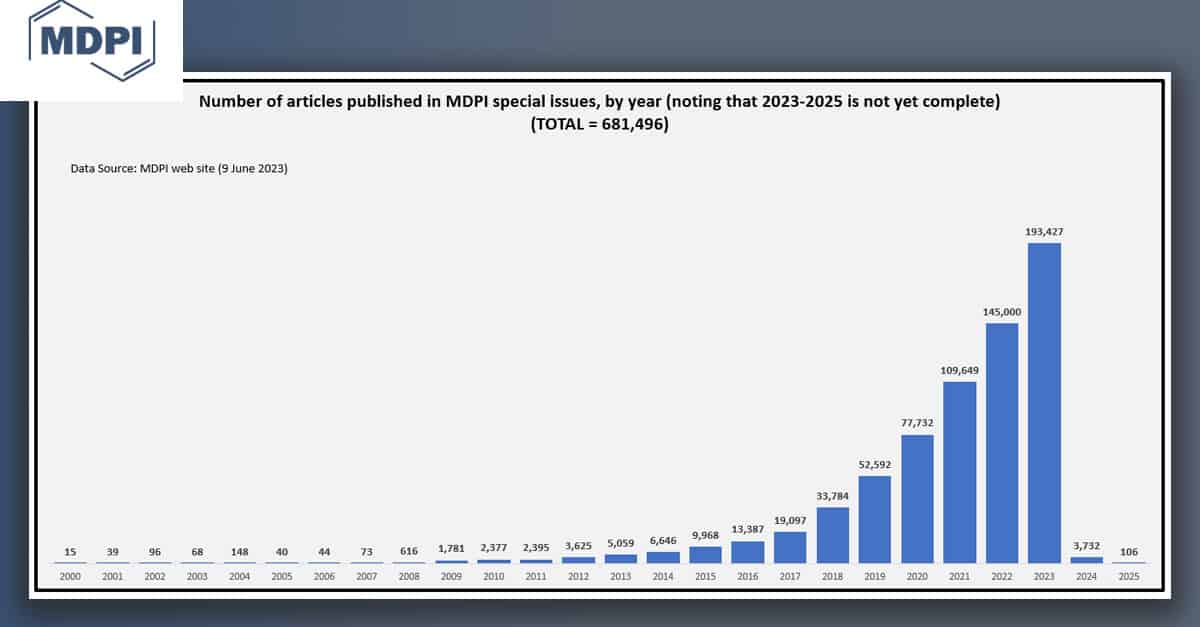 MDPI
Number of articles published in MDPI special issues, by year (noting that 2023-2025 is not yet complete)
(TOTAL = 681,496)
Data Source: MDPI web site (9 June 2023)
193,427
145,000
109,649
77,732
52,592
33,784
15 39 96 68 148 40 44 73 616 1,781 2,377 2,395 3,625 5,059 6,646 9,968 13,387 19,097 3,732 106
2000 2001 2002 2003 2004 2005 2006 2007 2008 2009 2010 2011 2012 2013 2014 2015 2016 2017 2018 2019 2020 2021 2022 2023 2024 2025